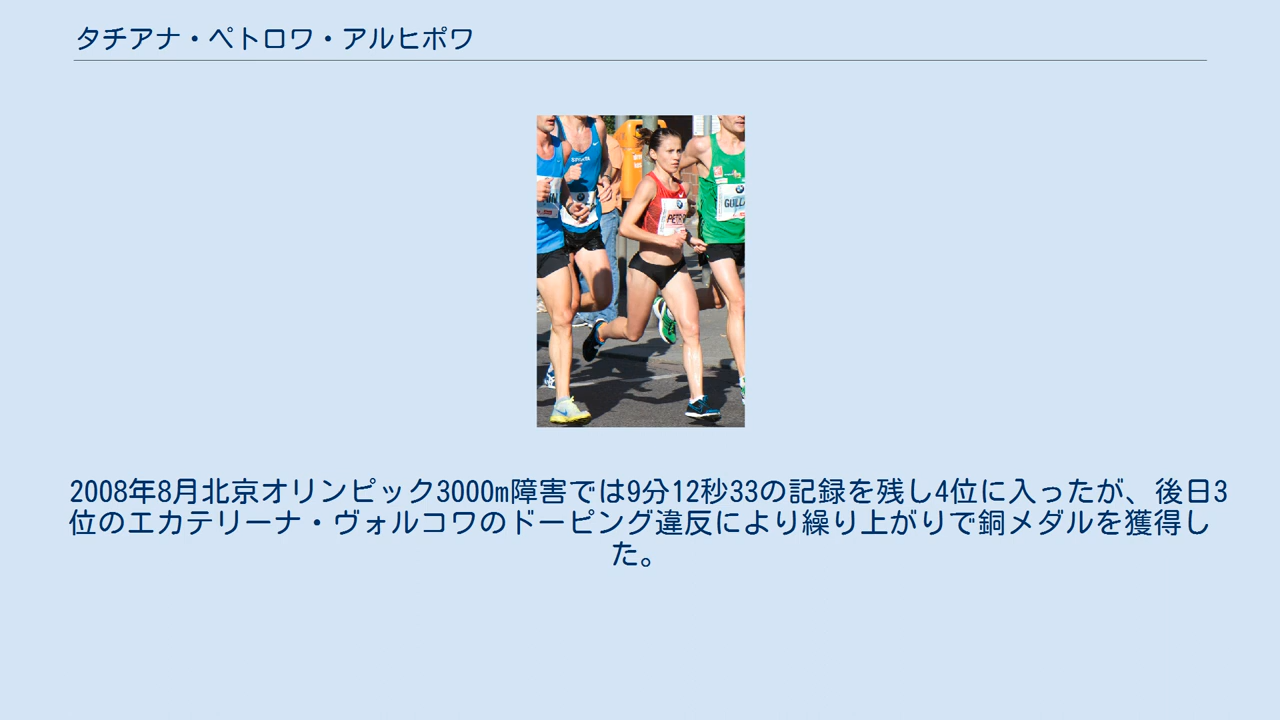 タチアナ・ペトロワ・アルヒポワ
2008年8月北京オリンピック3000m障害では9分12秒33の記録を残し4位に入ったが、後日3
位のエカテリーナ・ヴォルコワのドーピング違反により繰り上がりで銅メダルを獲得し
た。